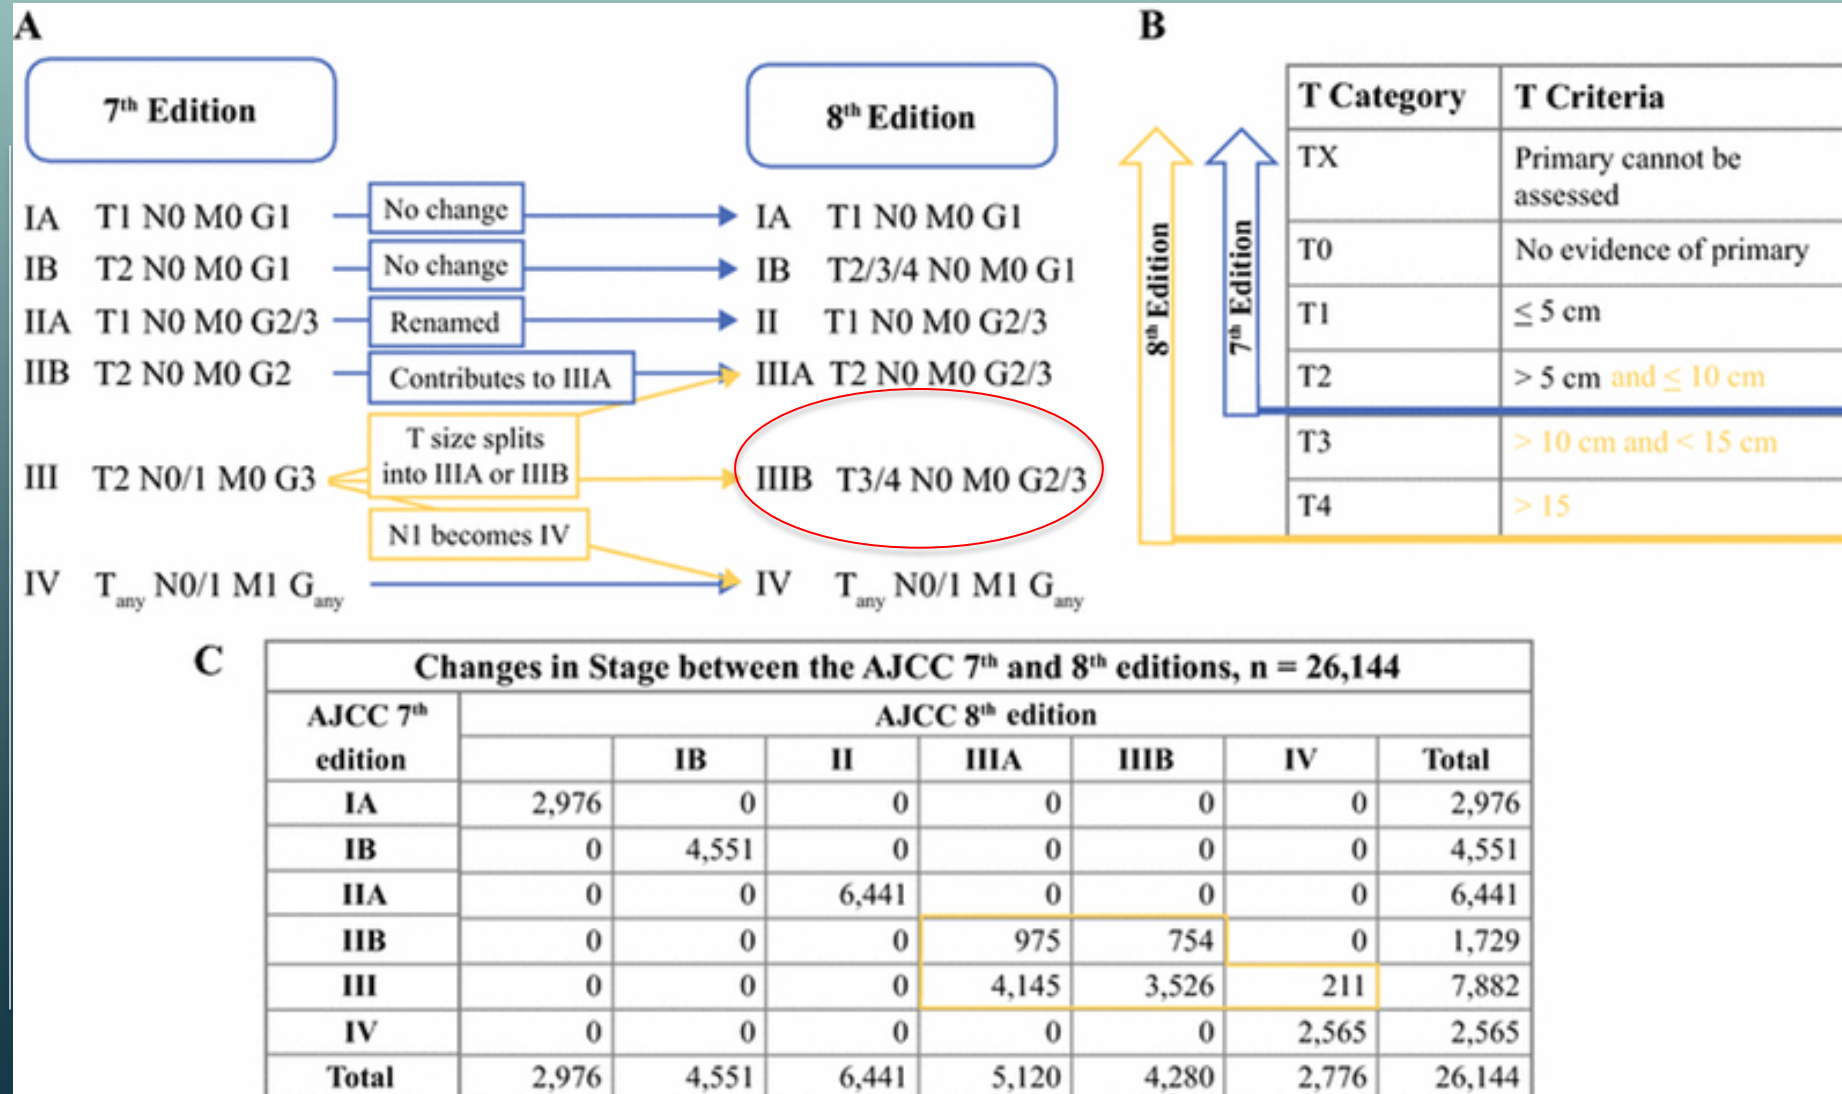 A
7th Edition
8th Edition
IA T1 N0 M0 G1 No change IA T1 N0 M0 G1
IB T2 N0 M0 G1 No change IB T2/3/4 N0 M0 G1
IIA T1 N0 M0 G2/3 Renamed II T1 N0 M0 G2/3
IIB T2 N0 M0 G2 Contributes to IIIA IIIA T2 N0 M0 G2/3
T size splits
into IIIA or IIIB
III T2 N0/1 M0 G3 IIIB T3/4 N0 M0 G2/3
N1 becomes IV
IV Tany N0/1 M1 Gany IV Tany N0/1 M1 Gany
B
8th Edition
7th Edition
T Category T Criteria
TX Primary cannot be
assessed
T0 No evidence of primary
T1 ≤ 5 cm
T2 > 5 cm and ≤ 10 cm
T3 > 10 cm and < 15 cm
T4 > 15
C
Changes in Stage between the AJCC 7th and 8th editions, n = 26,144
AJCC 7th AJCC 8th edition
edition IB II IIIA IIIB IV Total
IA 2,976 0 0 0 0 0 2,976
IB 0 4,551 0 0 0 0 4,551
IIA 0 0 6,441 0 0 0 6,441
IIB 0 0 0 975 754 0 1,729
III 0 0 0 4,145 3,526 211 7,882
IV 0 0 0 0 0 2,565 2,565
Total 2,976 4,551 6,441 5,120 4,280 2,776 26,144